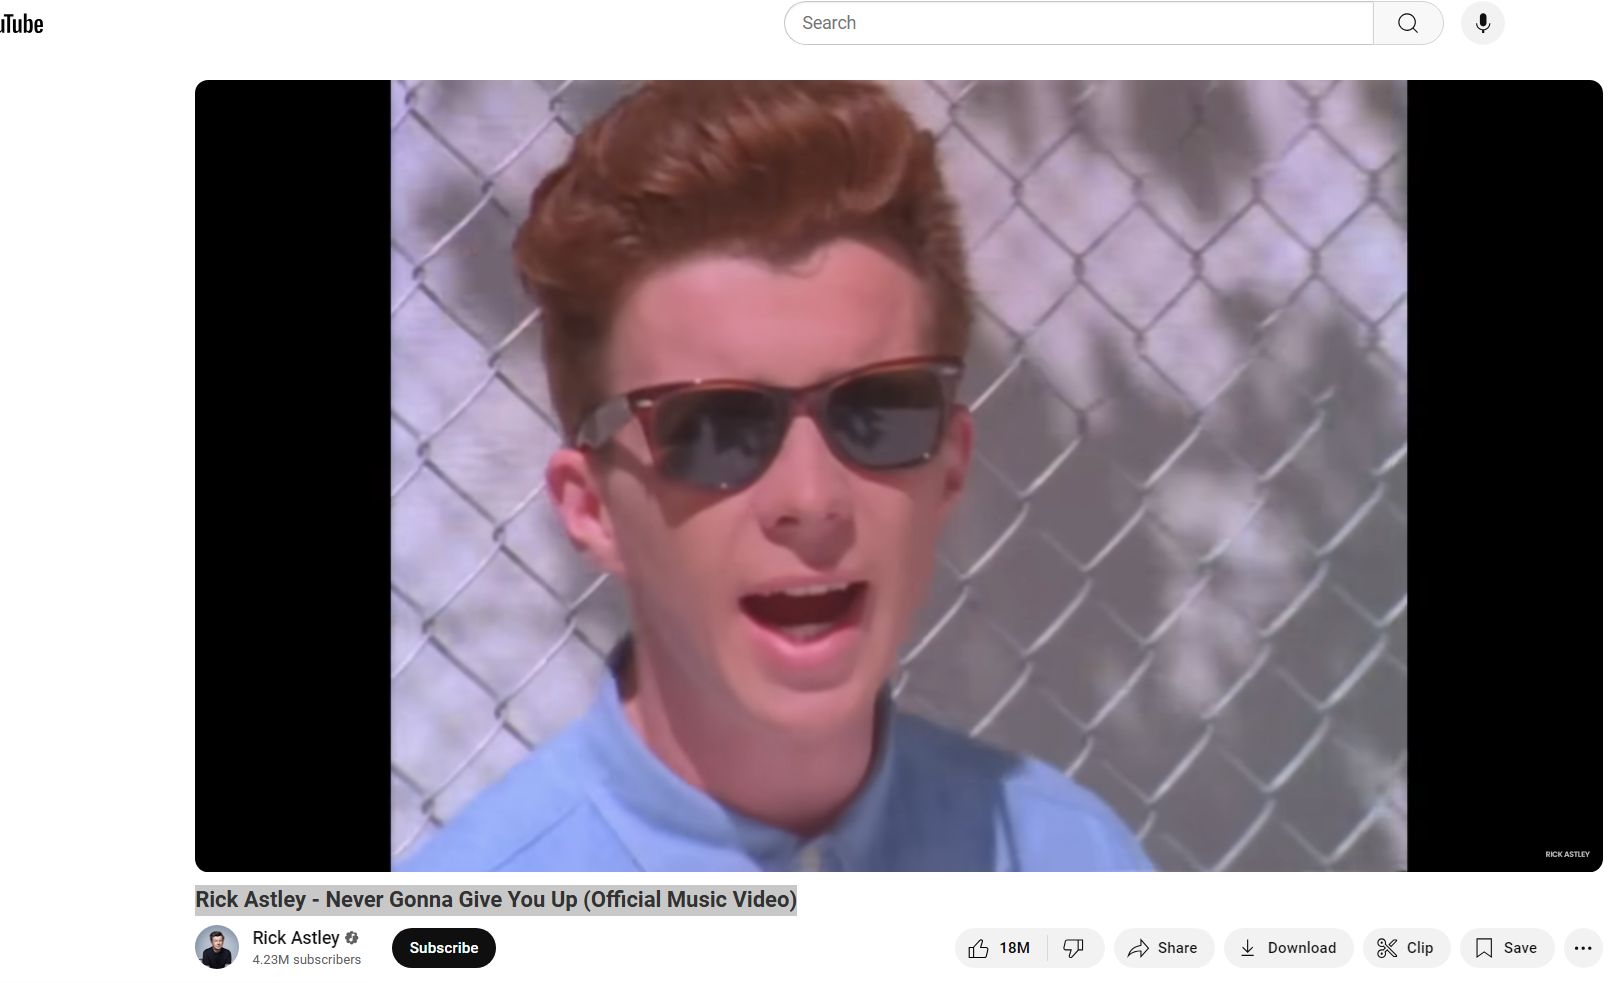 Tube
Search
RICK ASTLEY
Rick Astley - Never Gonna Give You Up (Official Music Video)
Rick Astley
4.23M subscribers
Subscribe
18M
Share
Download
Clip
Save